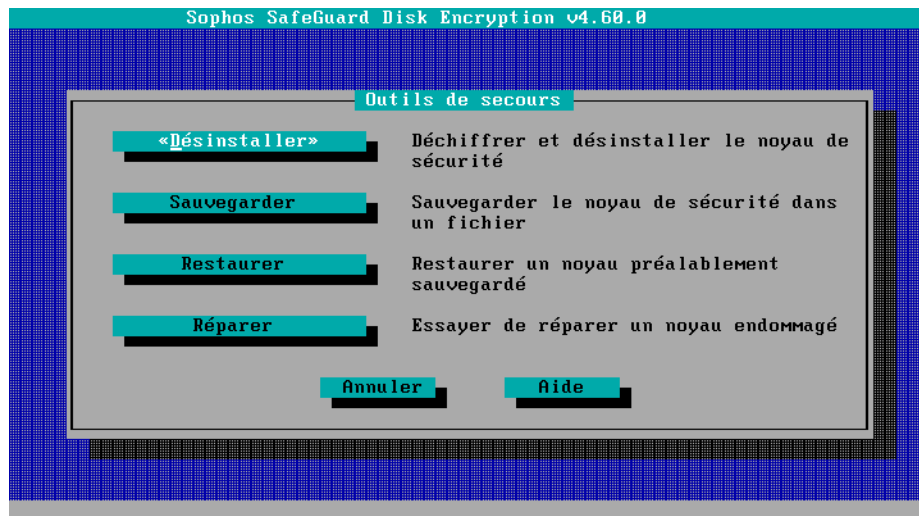 Sophos SafeGuard Disk Encryption v4.60.0
Outils de secours
«Désinstaller»
Déchiffrer et désinstaller le noyau de
sécurité
Sauvegarder
Sauvegarder le noyau de sécurité dans
un fichier
Restaurer
Restaurer un noyau préalablement
sauvegardé
Réparer
Essayer de réparer un noyau endommagé
Annuler
Aide